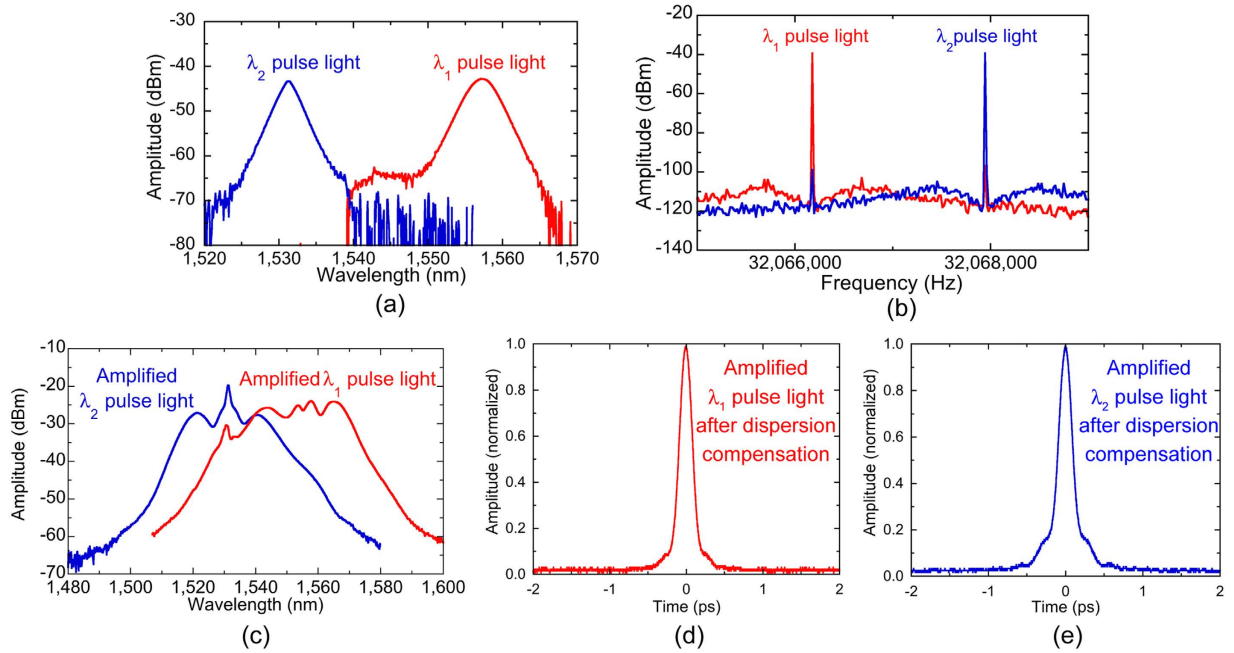 -30
-40
-50
-60
-70
-80
Amplitude (dBm)
λ2 pulse light
λ1 pulse light
1,520
1,530
1,540
1,550
1,560
1,570
Wavelength (nm)
(a)
-20
-40
-60
-80
-100
-120
-140
Amplitude (dBm)
λ1 pulse light
λ2pulse light
32,066,000
32,068,000
Frequency (Hz)
(b)
-10
-20
-30
-40
-50
-60
-70
Amplitude (dBm)
Amplified
λ2 pulse light
Amplified λ1 pulse light
1,480
1,500
1,520
1,540
1,560
1,580
1,600
Wavelength (nm)
(c)
1.0
0.8
0.6
0.4
0.2
0.0
Amplitude (normalized)
Amplified
λ1 pulse light
after dispersion
compensation
-2
-1
0
1
2
Time (ps)
(d)
1.0
0.8
0.6
0.4
0.2
0.0
Amplitude (normalized)
Amplified
λ2 pulse light
after dispersion
compensation
-2
-1
0
1
2
Time (ps)
(e)